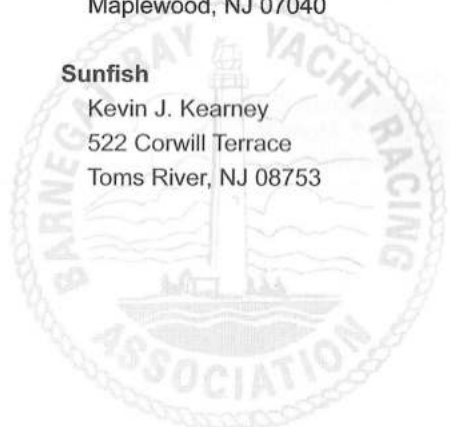 Maplewood, NJ 07040
Sunfish
Kevin J. Kearney
522 Corwill Terrace
Toms River, NJ 08753
BARNEGAT BAY YACHT RACING
ASSOCIATION